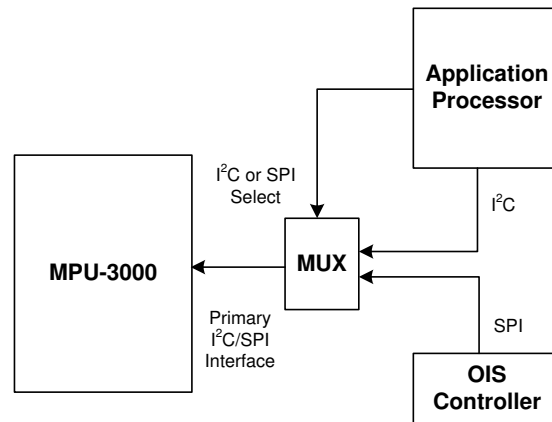 Application
Processor
I²C or SPI
Select
I²C
MPU-3000
MUX
Primary
I²C/SPI
Interface
SPI
OIS
Controller